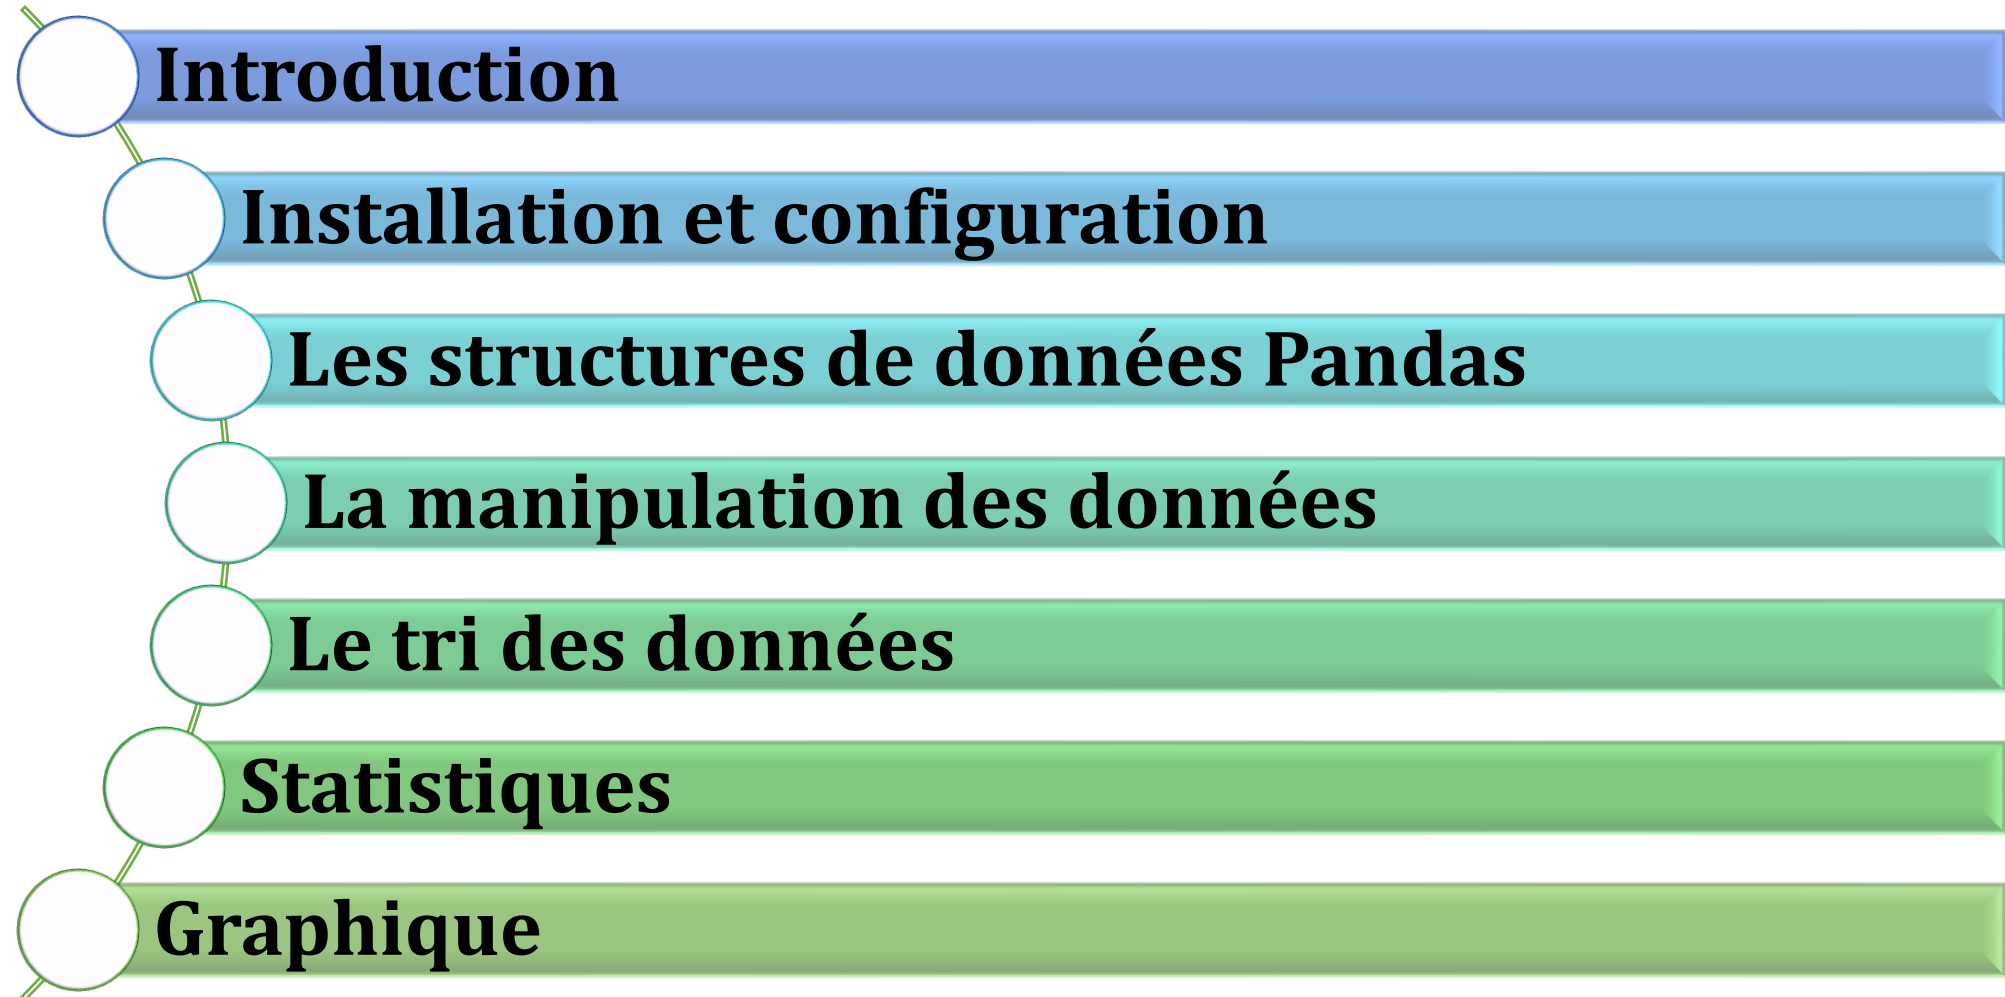 Introduction
Installation et configuration
Les structures de données Pandas
La manipulation des données
Le tri des données
Statistiques
Graphique